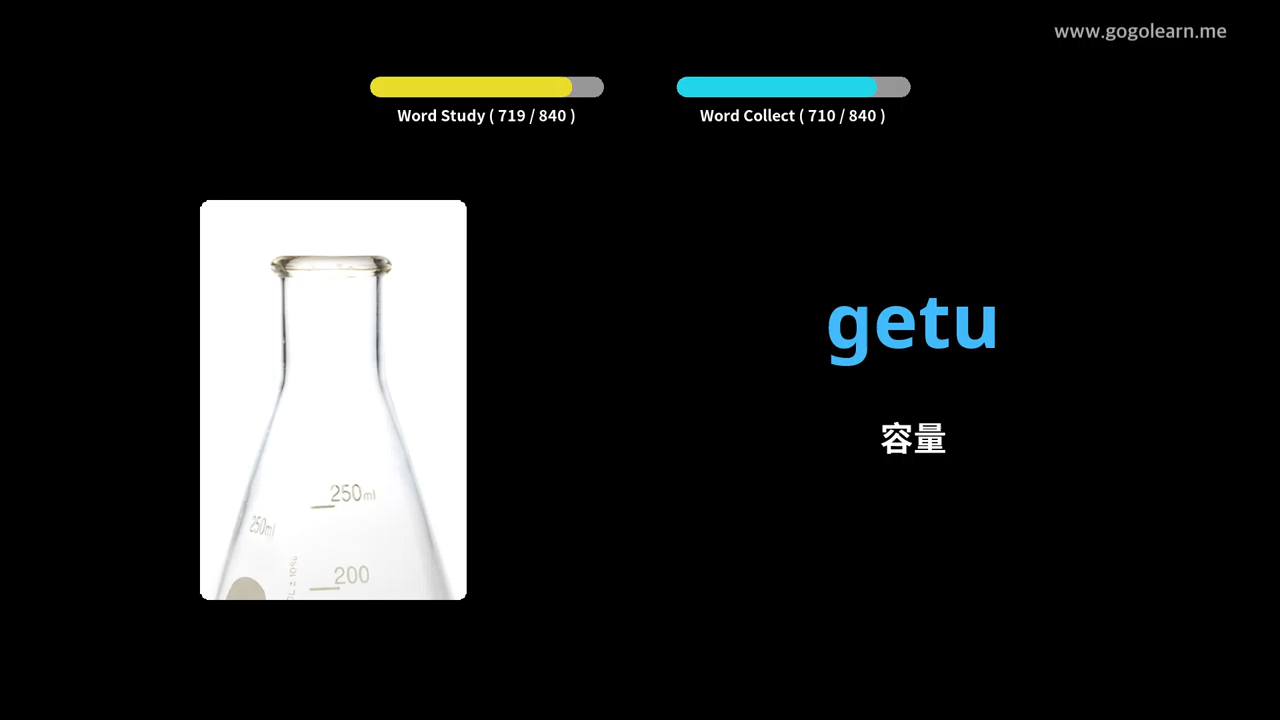 www.gogolearn.me
Word Study ( 719 / 840 )
Word Collect ( 710 / 840 )
getu
容量
250ml
250ml
200